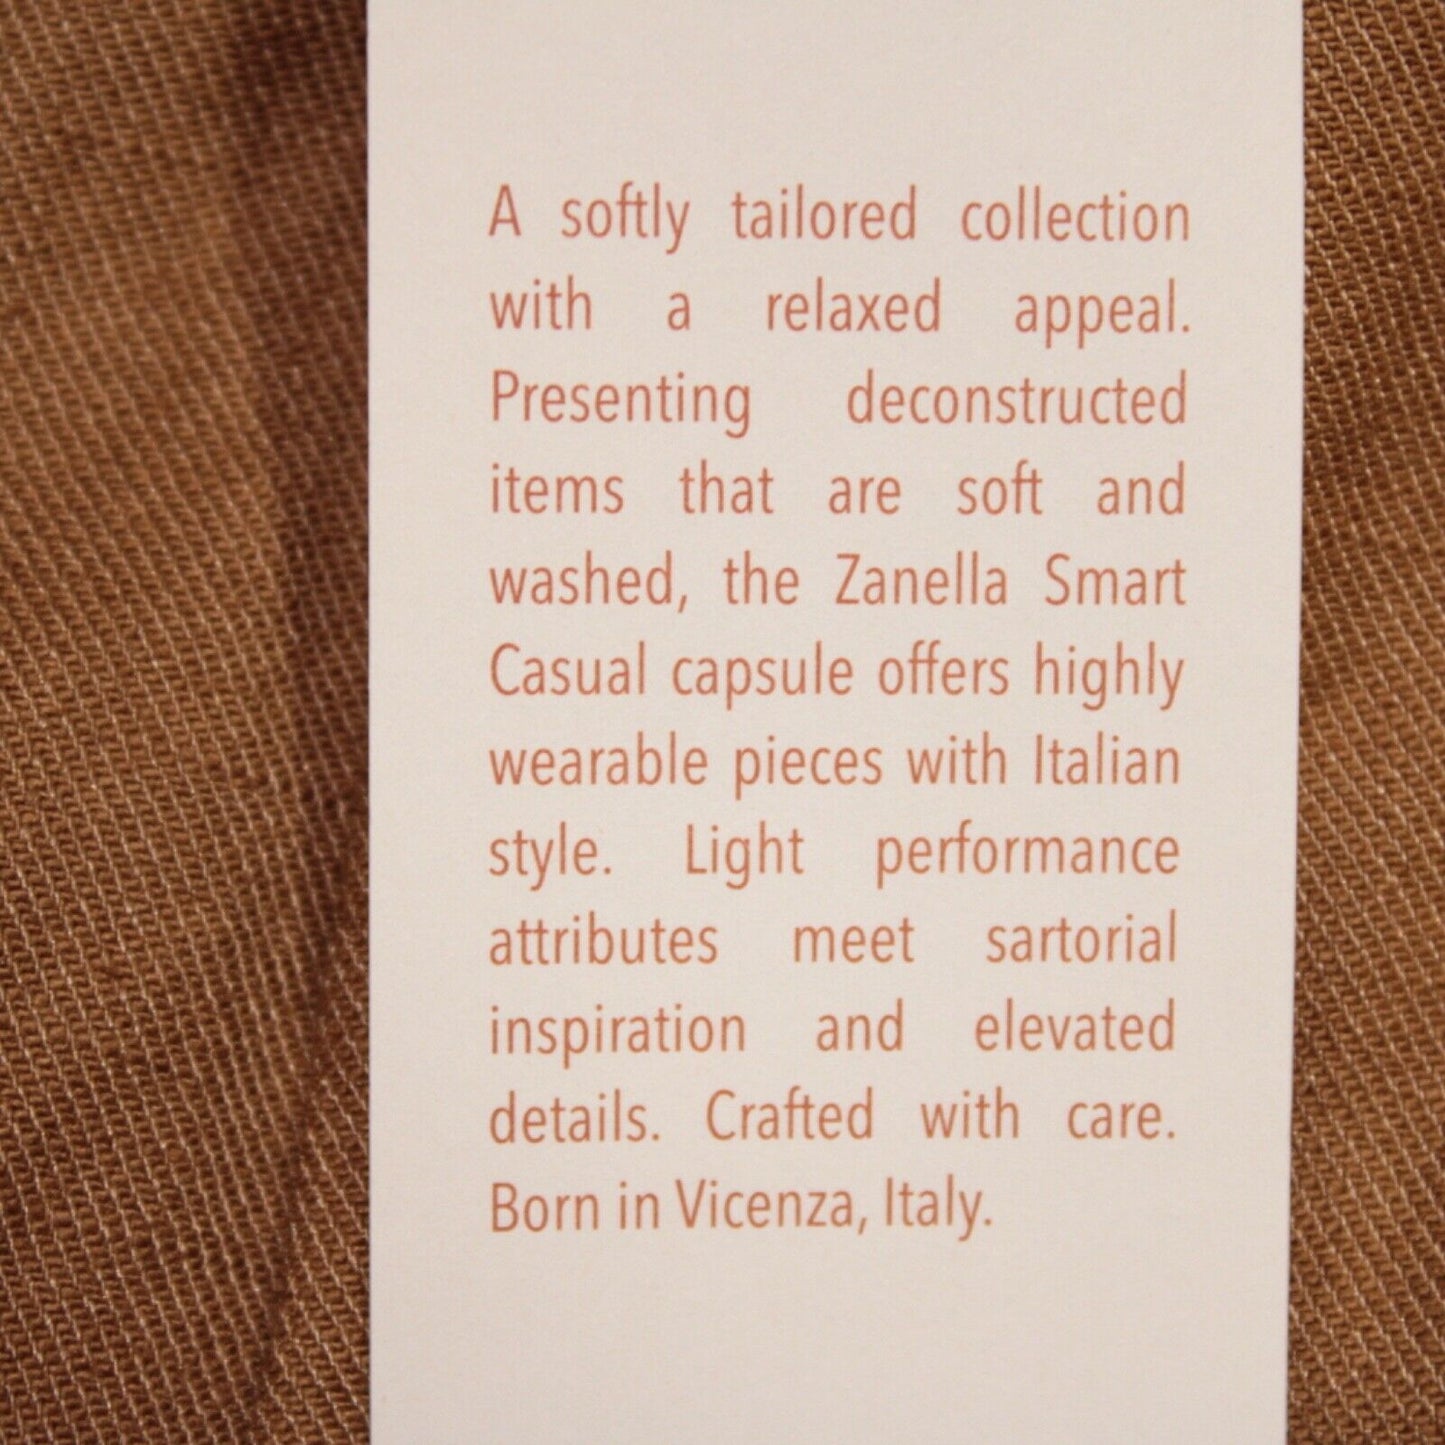 A softly tailored collection
with a relaxed appeal.
Presenting deconstructed
items that are soft and
washed, the Zanella Smart
Casual capsule offers highly
wearable pieces with Italian
style. Light performance
attributes meet sartorial
inspiration and elevated
details. Crafted with care.
Born in Vicenza, Italy.